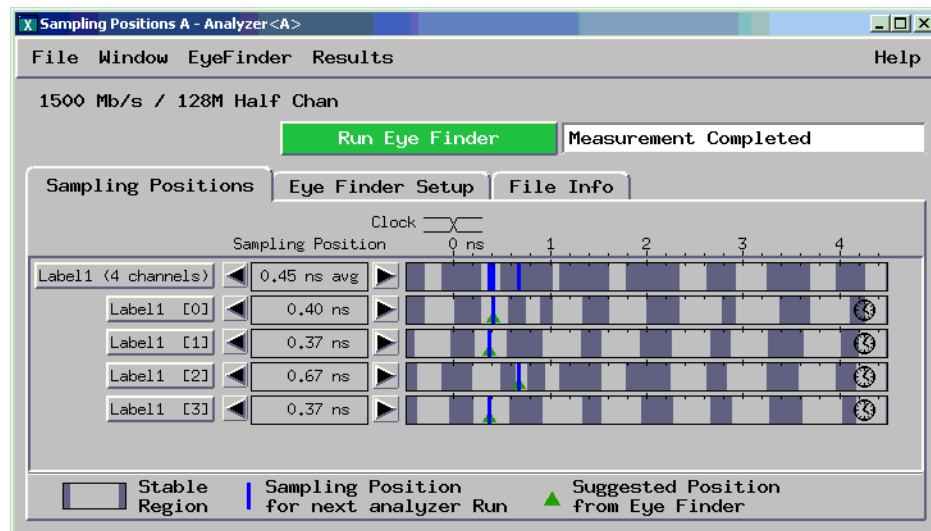 X Sampling Positions A - Analyzer<A>
File Window EyeFinder Results Help
1500 Mb/s / 128M Half Chan
Run Eye Finder Measurement Completed
Sampling Positions Eye Finder Setup File Info
Clock
Sampling Position 0 ns 1 2 3 4
Label1 (4 channels) 0.45 ns avg
Label1 [0] 0.40 ns
Label1 [1] 0.37 ns
Label1 [2] 0.67 ns
Label1 [3] 0.37 ns
Stable Sampling Position Suggested Position
Region for next analyzer Run from Eye Finder